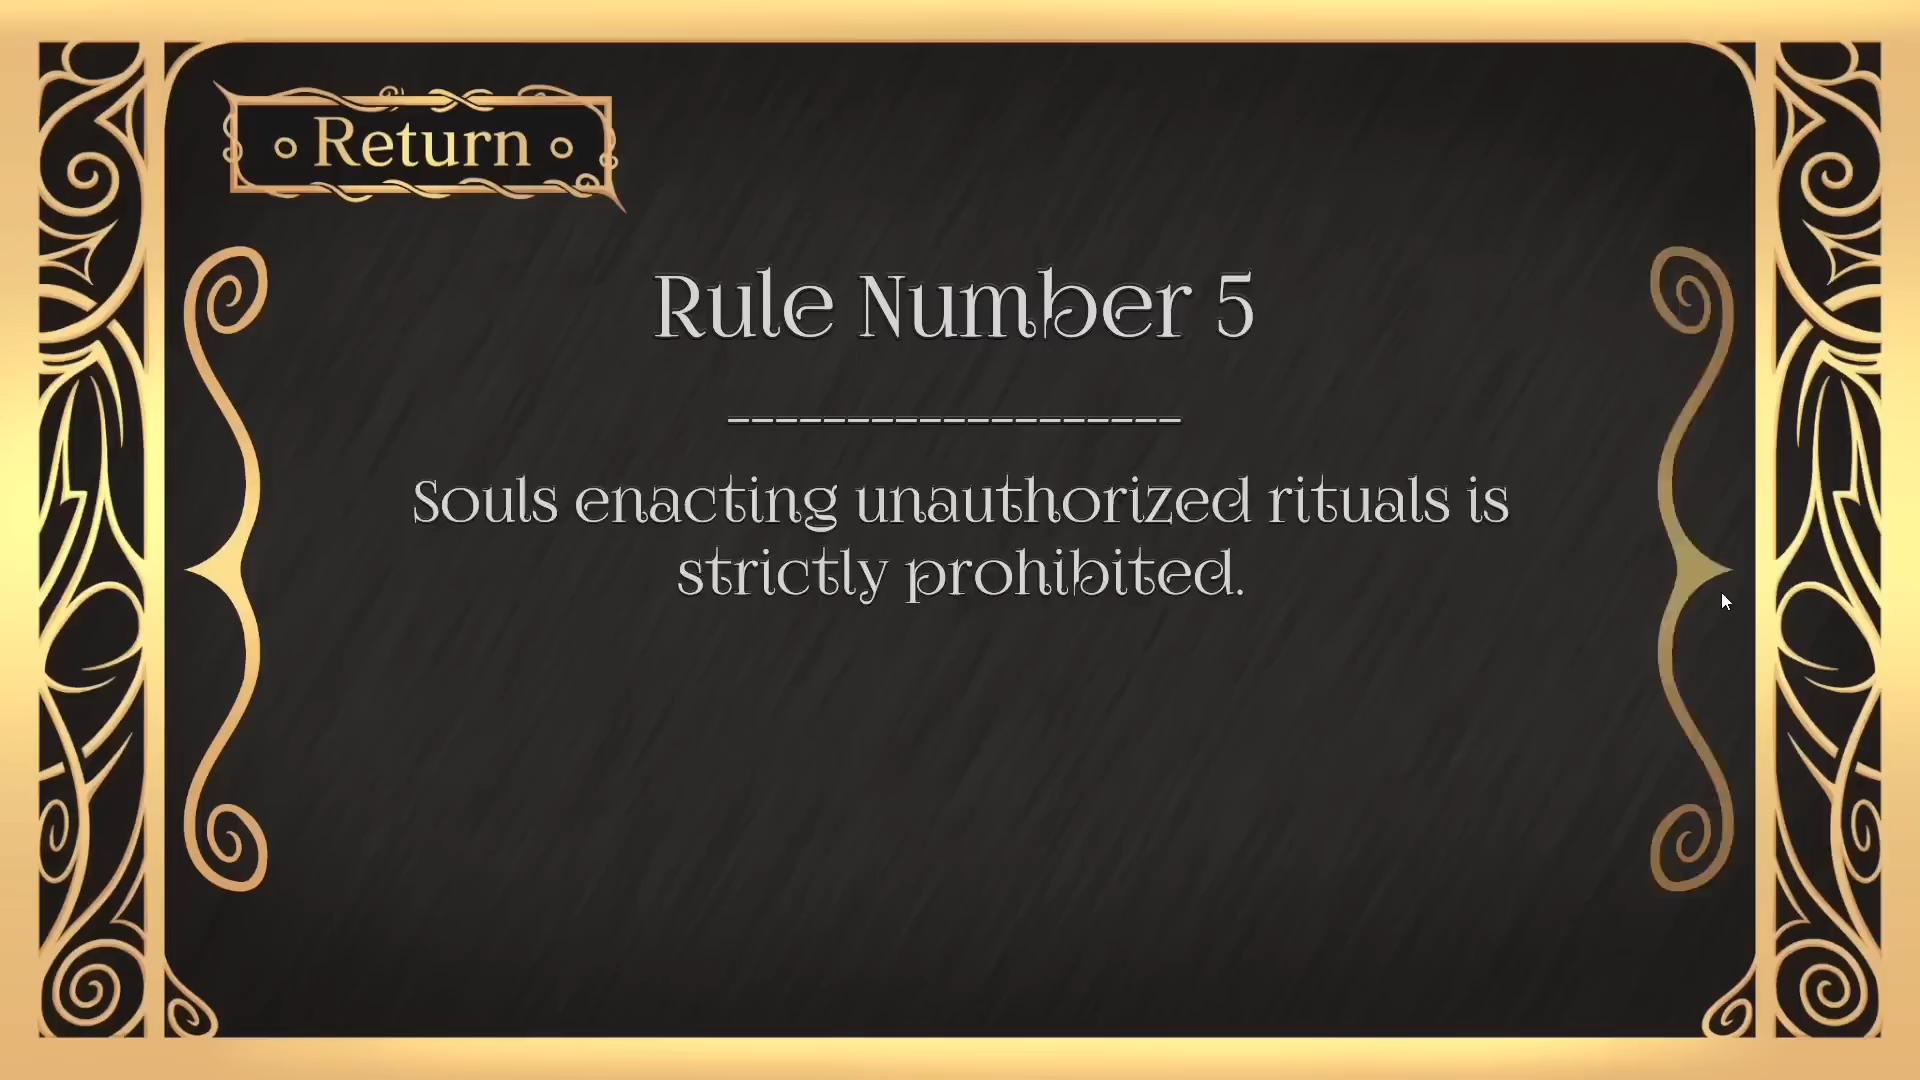 Return
Rule Number 5
-------------------
Souls enacting unauthorized rituals is
strictly prohibited.